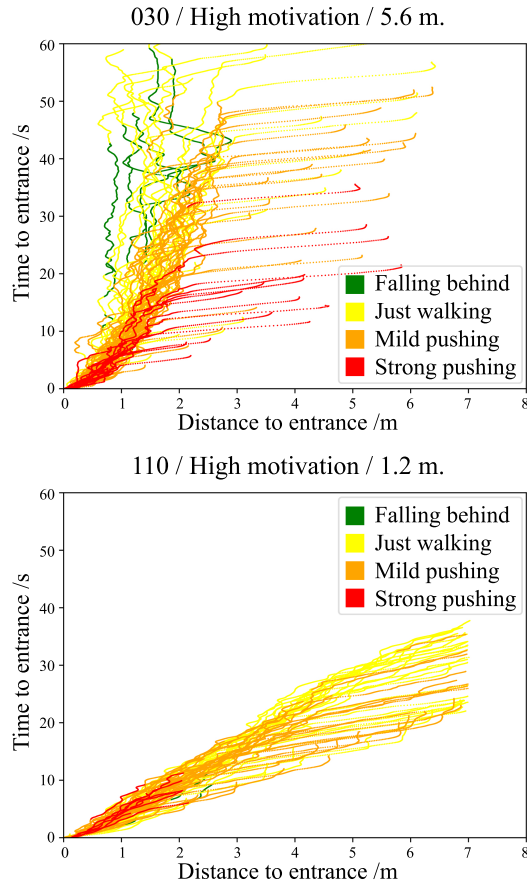 030 / High motivation / 5.6 m.
Time to entrance /s
60
50
40
30
20
10
0
Falling behind
Just walking
Mild pushing
Strong pushing
0 1 2 3 4 5 6 7 8
Distance to entrance /m
110 / High motivation / 1.2 m.
Time to entrance /s
60
50
40
30
20
10
0
Falling behind
Just walking
Mild pushing
Strong pushing
0 1 2 3 4 5 6 7 8
Distance to entrance /m